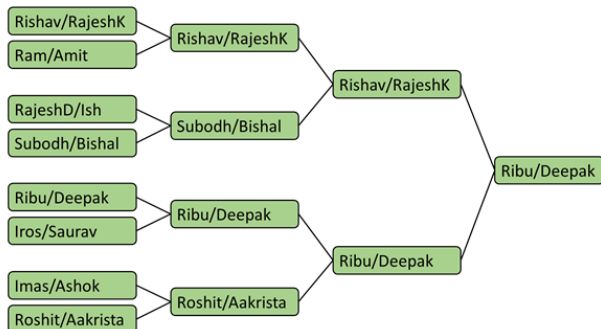 Rishav/RajeshK
Ram/Amit
RajeshD/Ish
Subodh/Bishal
Ribu/Deepak
Iros/Saurav
Imas/Ashok
Roshit/Aakrista
Rishav/RajeshK
Subodh/Bishal
Ribu/Deepak
Roshit/Aakrista
Rishav/RajeshK
Ribu/Deepak
Ribu/Deepak